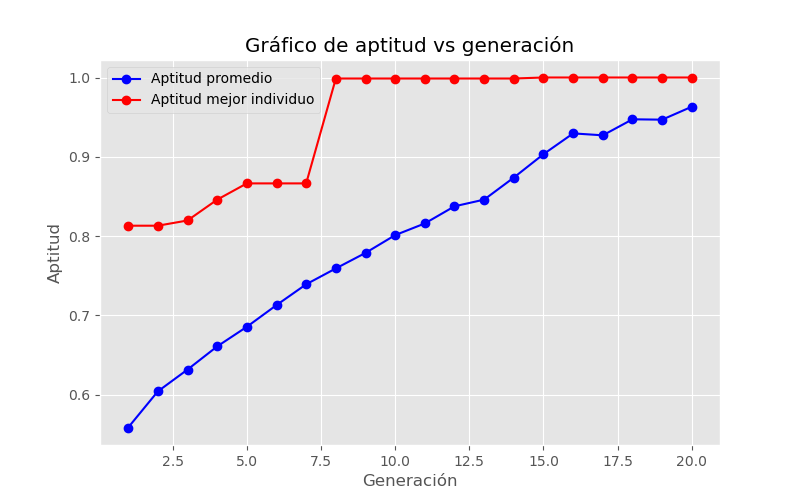 Gráfico de aptitud vs generación
Aptitud promedio
Aptitud mejor individuo
1.0
0.9
0.8
0.7
0.6
Aptitud
2.5 5.0 7.5 10.0 12.5 15.0 17.5 20.0
Generación